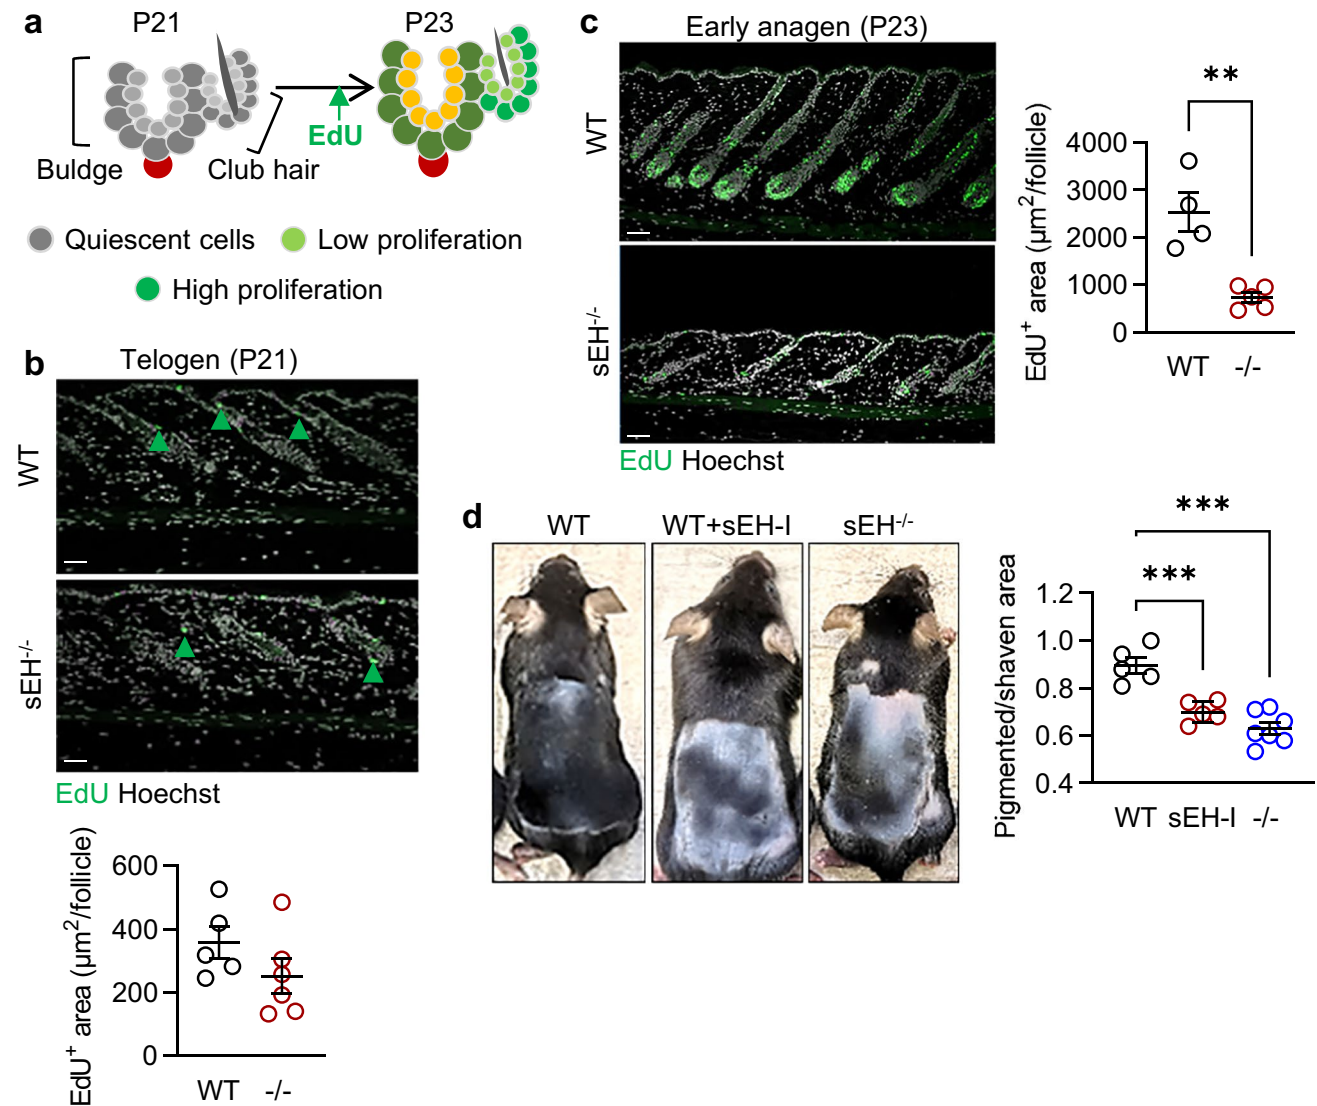 a
P21
P23
EdU
Buldge
Club hair
Quiescent cells
Low proliferation
High proliferation
b
Telogen (P21)
WT
sEH-/-
EdU Hoechst
EdU+ area (µm2/follicle)
600
400
200
0
WT -/-
c
Early anagen (P23)
WT
sEH-/-
EdU Hoechst
**
EdU+ area (µm2/follicle)
4000
3000
2000
1000
0
WT -/-
d
WT
WT+sEH-I
sEH-/-
***
***
Pigmented/shaven area
1.2
1.0
0.8
0.6
0.4
WT sEH-I -/-